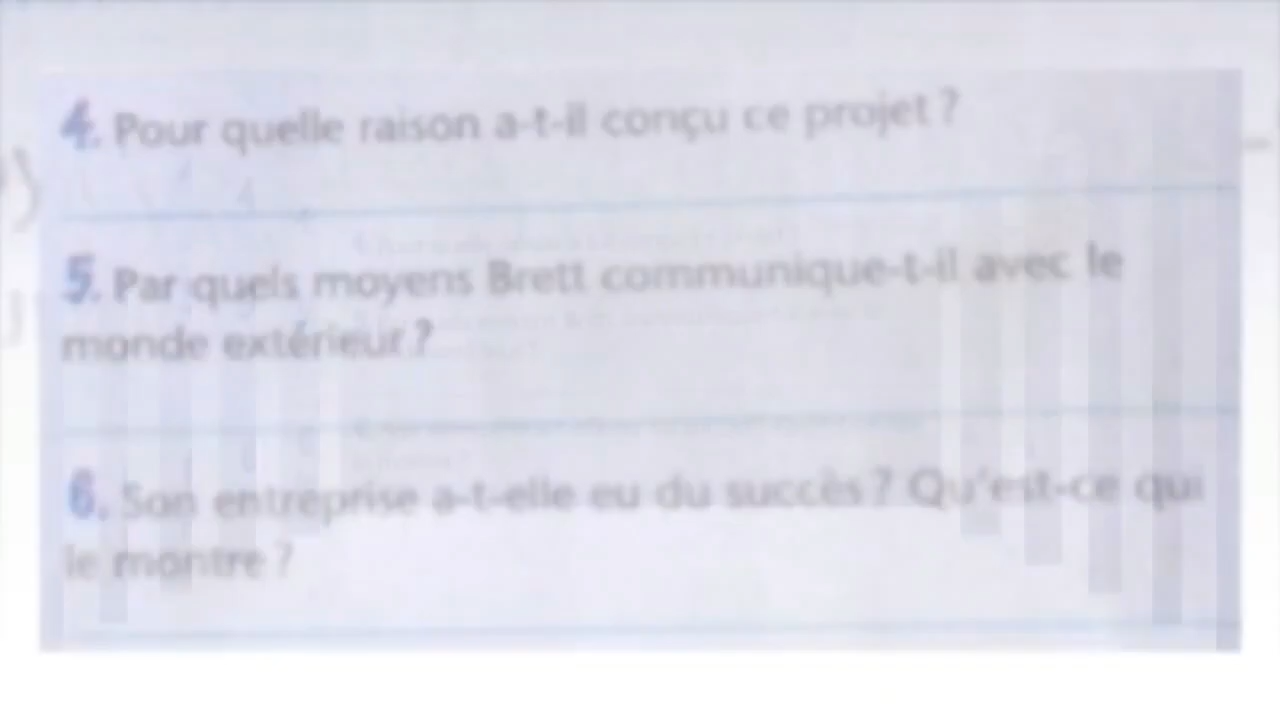 4. Pour quelle raison a-t-il conçu ce projet ?
5. Par quels moyens Brett communique-t-il avec le
monde extérieur ?
6. Son entreprise a-t-elle eu du succès ? Qu'est-ce qui
le montre ?